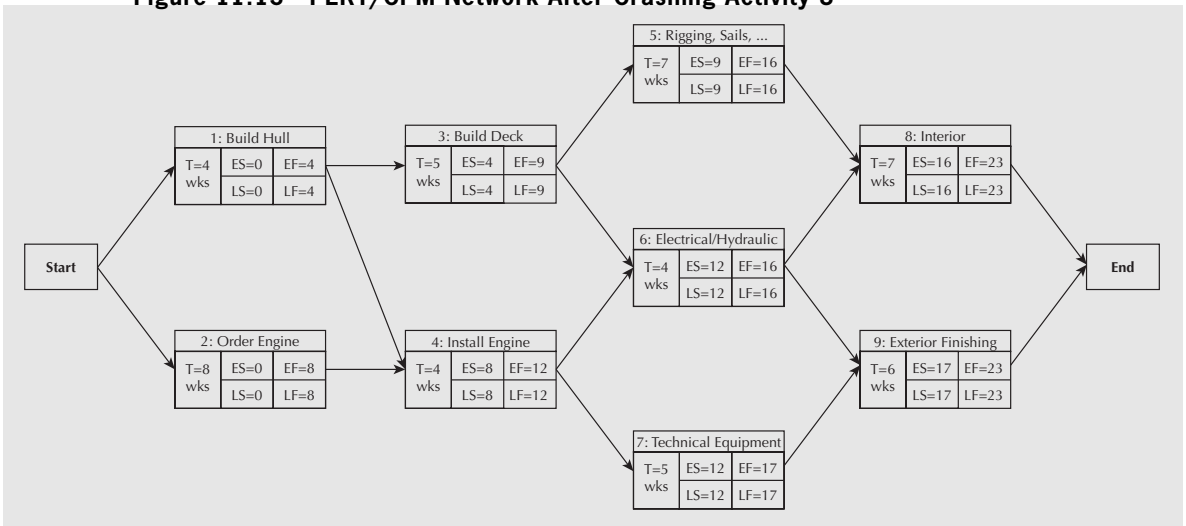 Figure 11.13 PERT/CPM Network After Crashing Activity 3
5: Rigging, Sails, ...
T=7 wks
ES=9 EF=16
LS=9 LF=16
1: Build Hull
T=4 wks
ES=0 EF=4
LS=0 LF=4
3: Build Deck
T=5 wks
ES=4 EF=9
LS=4 LF=9
8: Interior
T=7 wks
ES=16 EF=23
LS=16 LF=23
Start
6: Electrical/Hydraulic
T=4 wks
ES=12 EF=16
LS=12 LF=16
End
2: Order Engine
T=8 wks
ES=0 EF=8
LS=0 LF=8
4: Install Engine
T=4 wks
ES=8 EF=12
LS=8 LF=12
9: Exterior Finishing
T=6 wks
ES=17 EF=23
LS=17 LF=23
7: Technical Equipment
T=5 wks
ES=12 EF=17
LS=12 LF=17